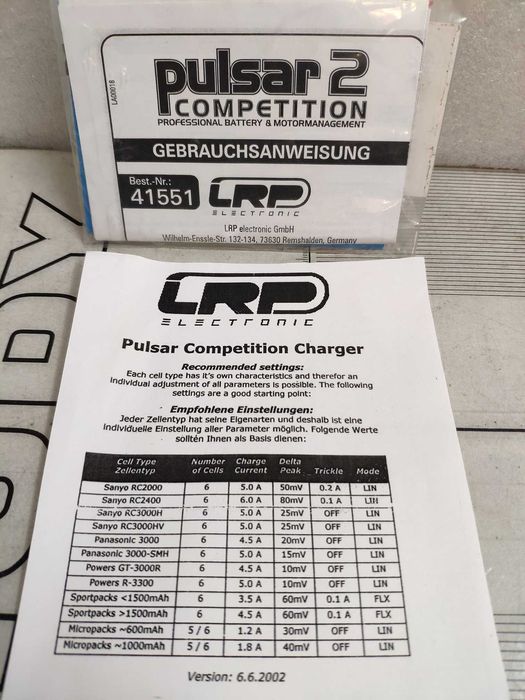 LA00018
pulsar 2
COMPETITION
PROFESSIONAL BATTERY & MOTORMANAGEMENT
GEBRAUCHSANWEISUNG
Best.-Nr.:
41551
LRP
ELECTRONIC
LRP electronic GmbH
Wilhelm-Enssle-Str. 132-134, 73630 Remshalden, Germany
UDY
LRP
ELECTRONIC
Pulsar Competition Charger
Recommended settings:
Each cell type has it's own characteristics and therefor an
individual adjustment of all parameters is possible. The following
settings are a good starting point:
Empfohlene Einstellungen:
Jeder Zellentyp hat seine Eigenarten und deshalb ist eine
individuelle Einstellung aller Parameter möglich. Folgende Werte
sollten Ihnen als Basis dienen:
Cell Type Number Charge Delta Trickle Mode
Zellentyp of Cells Current Peak
Sanyo RC2000 6 5.0 A 50mV 0.2 A LIN
Sanyo RC2400 6 6.0 A 80mV 0.1 A LIN
Sanyo RC3000H 6 5.0 A 25mV OFF LIN
Sanyo RC3000HV 6 5.0 A 25mV OFF LIN
Panasonic 3000 6 4.5 A 20mV OFF LIN
Panasonic 3000-SMH 6 5.0 A 15mV OFF LIN
Powers GT-3000R 6 4.5 A 10mV OFF LIN
Powers R-3300 6 5.0 A 10mV OFF LIN
Sportpacks <1500mAh 6 3.5 A 60mV 0.1 A FLX
Sportpacks >1500mAh 6 4.5 A 60mV 0.1 A FLX
Micropacks ~600mAh 5 / 6 1.2 A 30mV OFF LIN
Micropacks ~1000mAh 5 / 6 1.8 A 40mV OFF LIN
Version: 6.6.2002